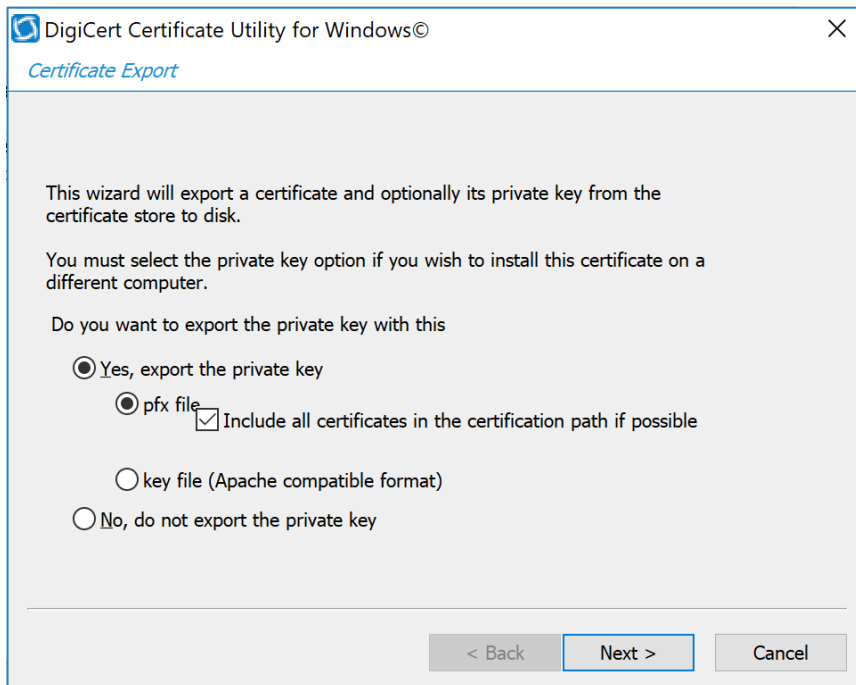 DigiCert Certificate Utility for Windows©
Certificate Export
This wizard will export a certificate and optionally its private key from the
certificate store to disk.
You must select the private key option if you wish to install this certificate on a
different computer.
Do you want to export the private key with this
Yes, export the private key
pfx file
Include all certificates in the certification path if possible
key file (Apache compatible format)
No, do not export the private key
< Back
Next >
Cancel